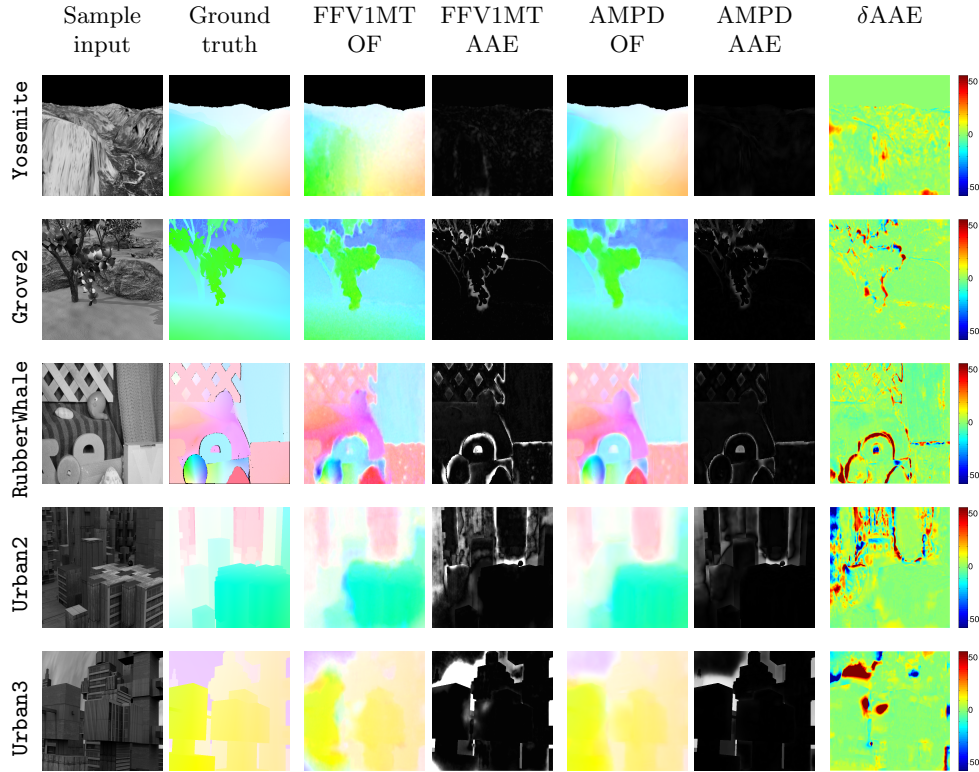 Sample input
Ground truth
FFV1MT OF
FFV1MT AAE
AMPD OF
AMPD AAE
δAAE
Yosemite
50
0
50
Grove2
50
0
50
RubberWhale
50
0
50
Urban2
50
0
50
Urban3
50
0
50